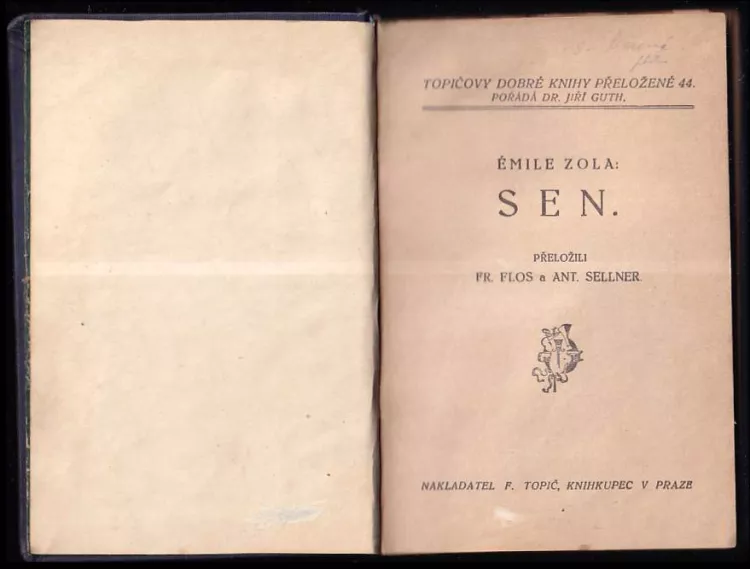 TOPIČOVY DOBRÉ KNIHY PŘELOŽENÉ 44.
POŘÁDÁ DR. JIŘÍ GUTH.
ÉMILE ZOLA:
SEN.
PŘELOŽILI
FR. FLOS a ANT. SELLNER.
NAKLADATEL F. TOPIČ, KNIHKUPEC V PRAZE